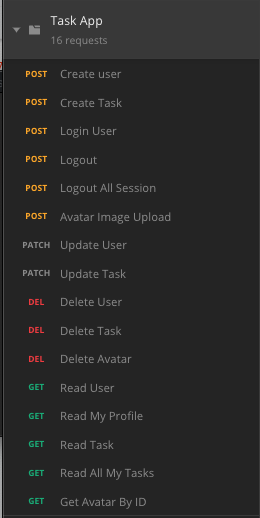 Task App
16 requests
POST Create user
POST Create Task
POST Login User
POST Logout
POST Logout All Session
POST Avatar Image Upload
PATCH Update User
PATCH Update Task
DEL Delete User
DEL Delete Task
DEL Delete Avatar
GET Read User
GET Read My Profile
GET Read Task
GET Read All My Tasks
GET Get Avatar By ID